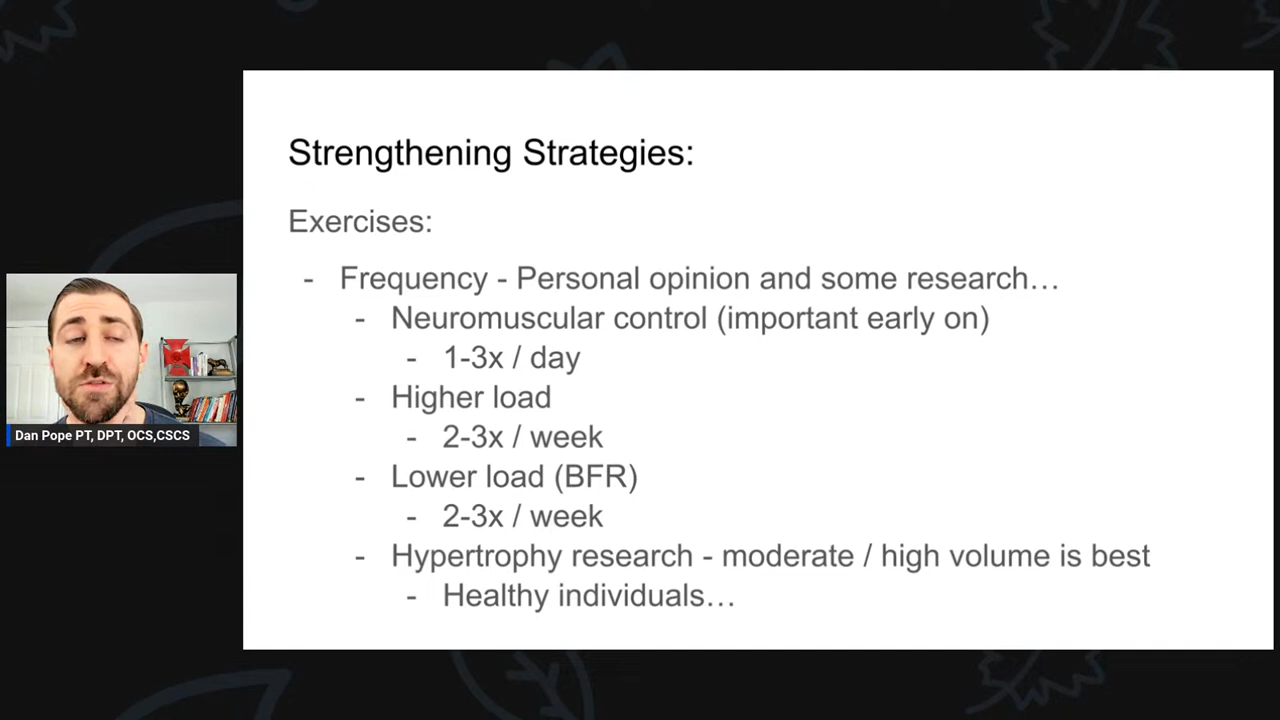 Strengthening Strategies:
Exercises:
- Frequency - Personal opinion and some research…
- Neuromuscular control (important early on)
- 1-3x / day
- Higher load
- 2-3x / week
- Lower load (BFR)
- 2-3x / week
- Hypertrophy research - moderate / high volume is best
- Healthy individuals…
Dan Pope PT, DPT, OCS,CSCS